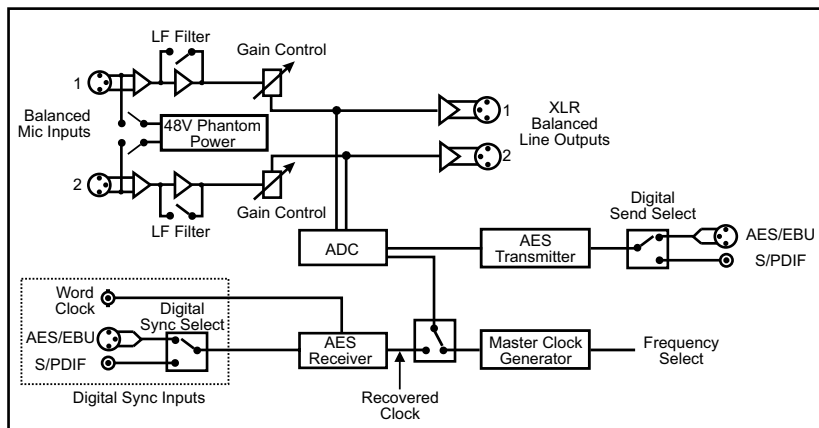 LF Filter
Gain Control
1
Balanced
Mic Inputs
48V Phantom
Power
2
LF Filter
Gain Control
1
XLR
Balanced
Line Outputs
2
Digital
Send Select
ADC
AES
Transmitter
AES/EBU
S/PDIF
Word
Clock
Digital
Sync Select
AES/EBU
S/PDIF
Digital Sync Inputs
AES
Receiver
Recovered
Clock
Master Clock
Generator
Frequency
Select